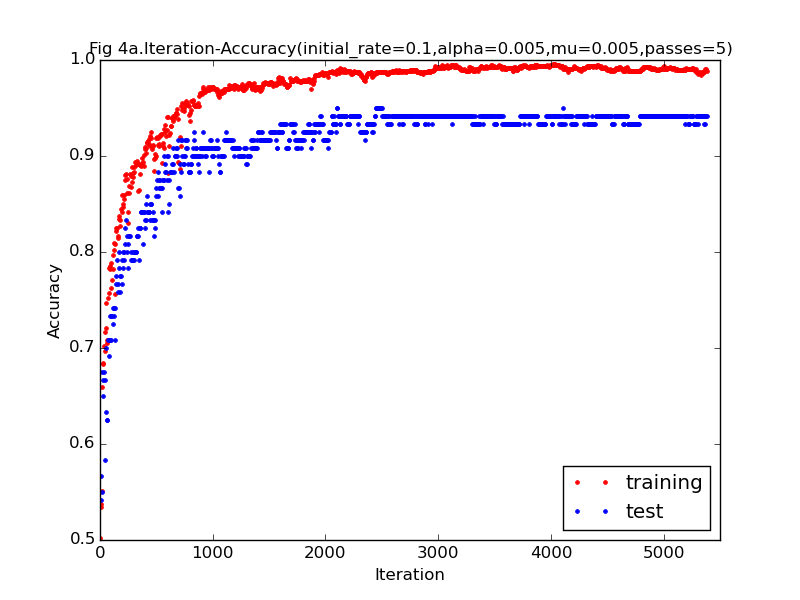 Fig 4a.Iteration-Accuracy(initial_rate=0.1,alpha=0.005,mu=0.005,passes=5)
1.0
0.9
0.8
0.7
0.6
0.5
Accuracy
0 1000 2000 3000 4000 5000
Iteration
training
test